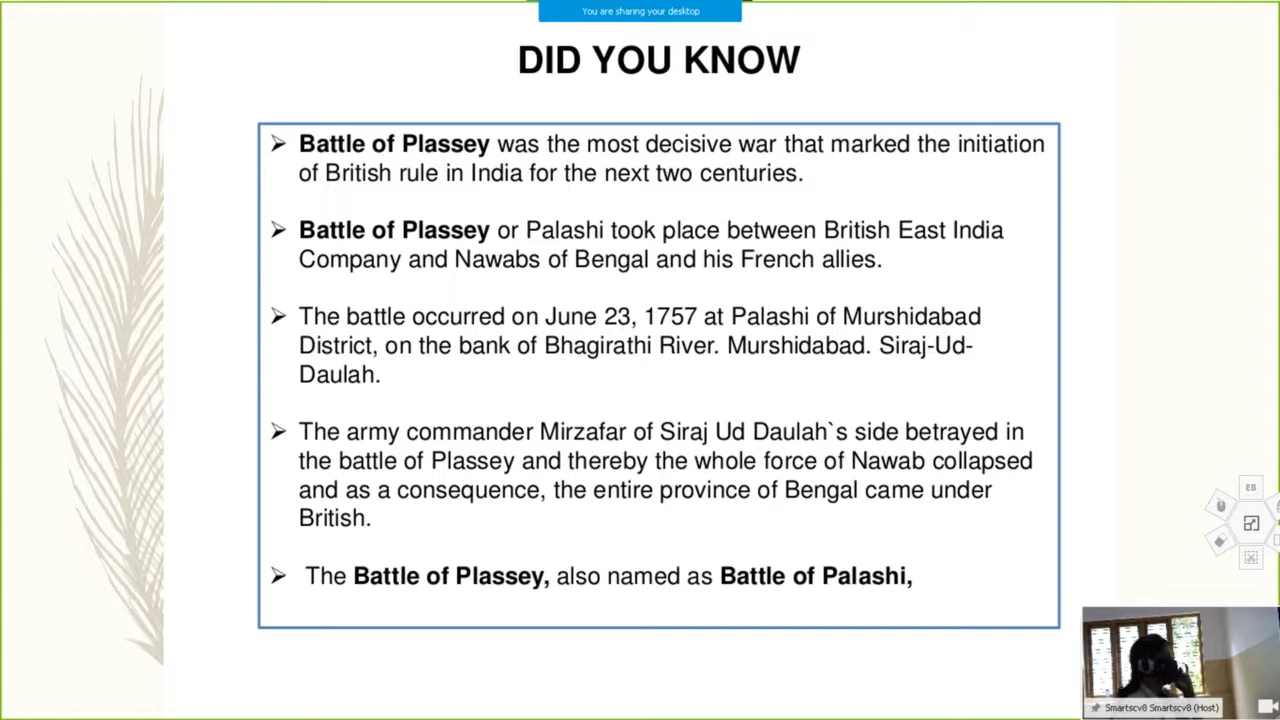 You are sharing your desktop
DID YOU KNOW
➢ Battle of Plassey was the most decisive war that marked the initiation
of British rule in India for the next two centuries.
➢ Battle of Plassey or Palashi took place between British East India
Company and Nawabs of Bengal and his French allies.
➢ The battle occurred on June 23, 1757 at Palashi of Murshidabad
District, on the bank of Bhagirathi River. Murshidabad. Siraj-Ud-
Daulah.
➢ The army commander Mirzafar of Siraj Ud Daulah`s side betrayed in
the battle of Plassey and thereby the whole force of Nawab collapsed
and as a consequence, the entire province of Bengal came under
British.
➢ The Battle of Plassey, also named as Battle of Palashi,
EB
Smartscv8 Smartscv8 (Host)